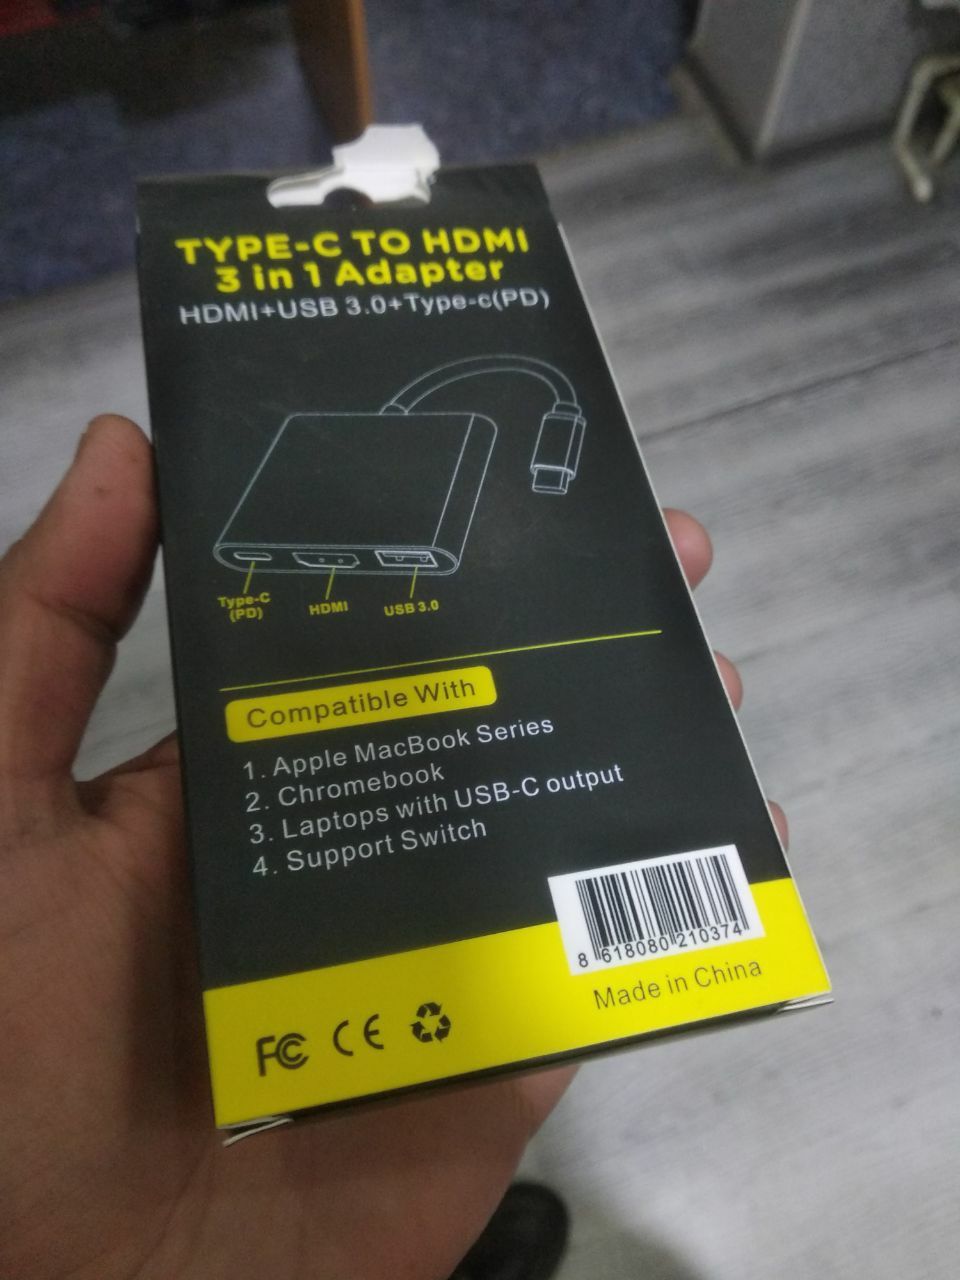 TYPE-C TO HDMI
3 in 1 Adapter
HDMI+USB 3.0+Type-c(PD)
Type-C
(PD)
HDMI
USB 3.0
Compatible With
1. Apple MacBook Series
2. Chromebook
3. Laptops with USB-C output
4. Support Switch
8 618080 210374
Made in China
FC CE